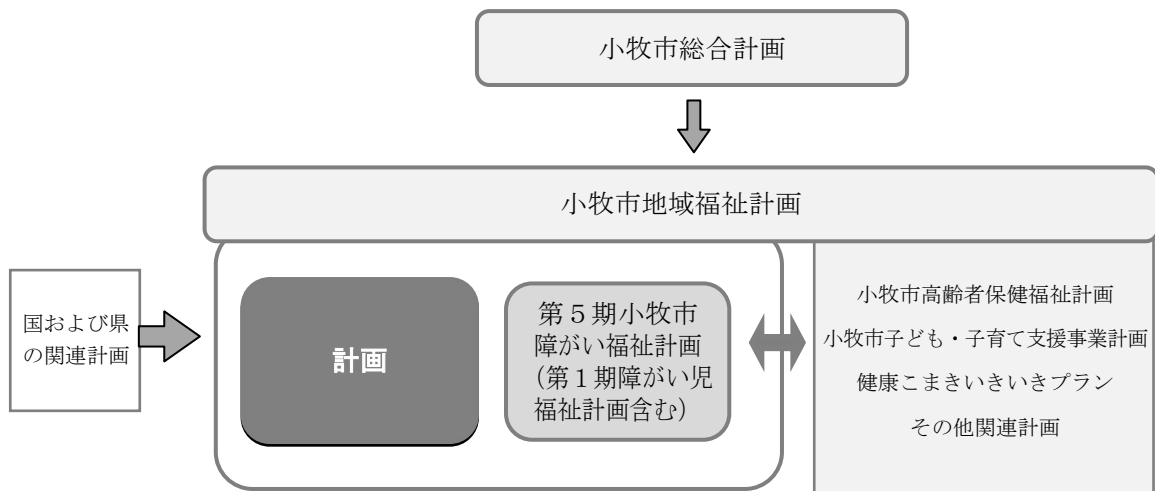 小牧市総合計画
小牧市地域福祉計画
国および県
の関連計画
計画
第５期小牧市
障がい福祉計画
（第１期障がい児
福祉計画含む）
小牧市高齢者保健福祉計画
小牧市子ども・子育て支援事業計画
健康こまきいきいきプラン
その他関連計画